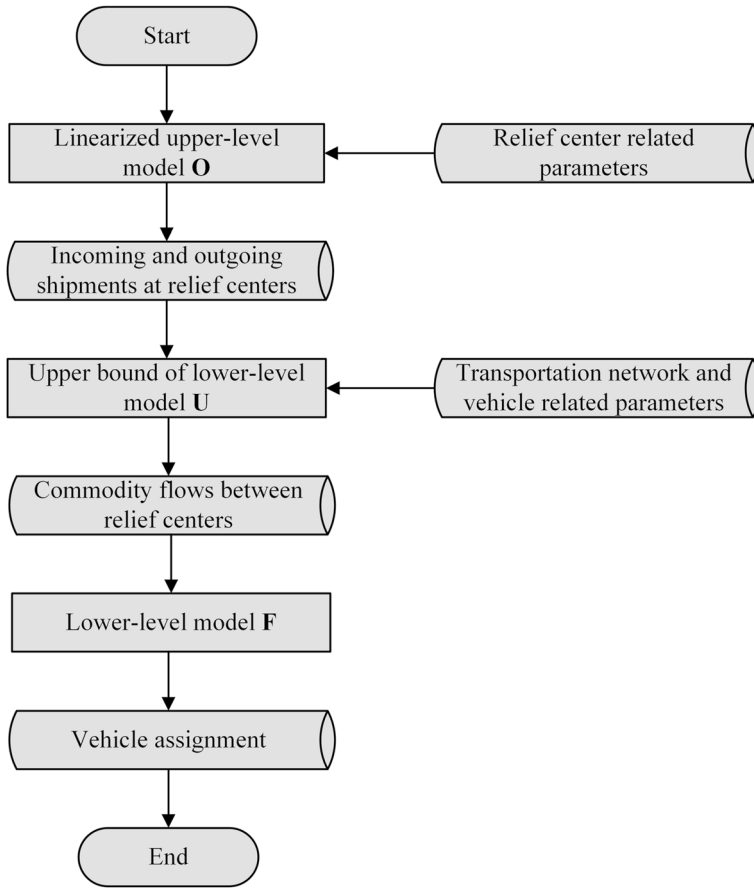 Start
Linearized upper-level
model O
Relief center related
parameters
Incoming and outgoing
shipments at relief centers
Upper bound of lower-level
model U
Transportation network and
vehicle related parameters
Commodity flows between
relief centers
Lower-level model F
Vehicle assignment
End